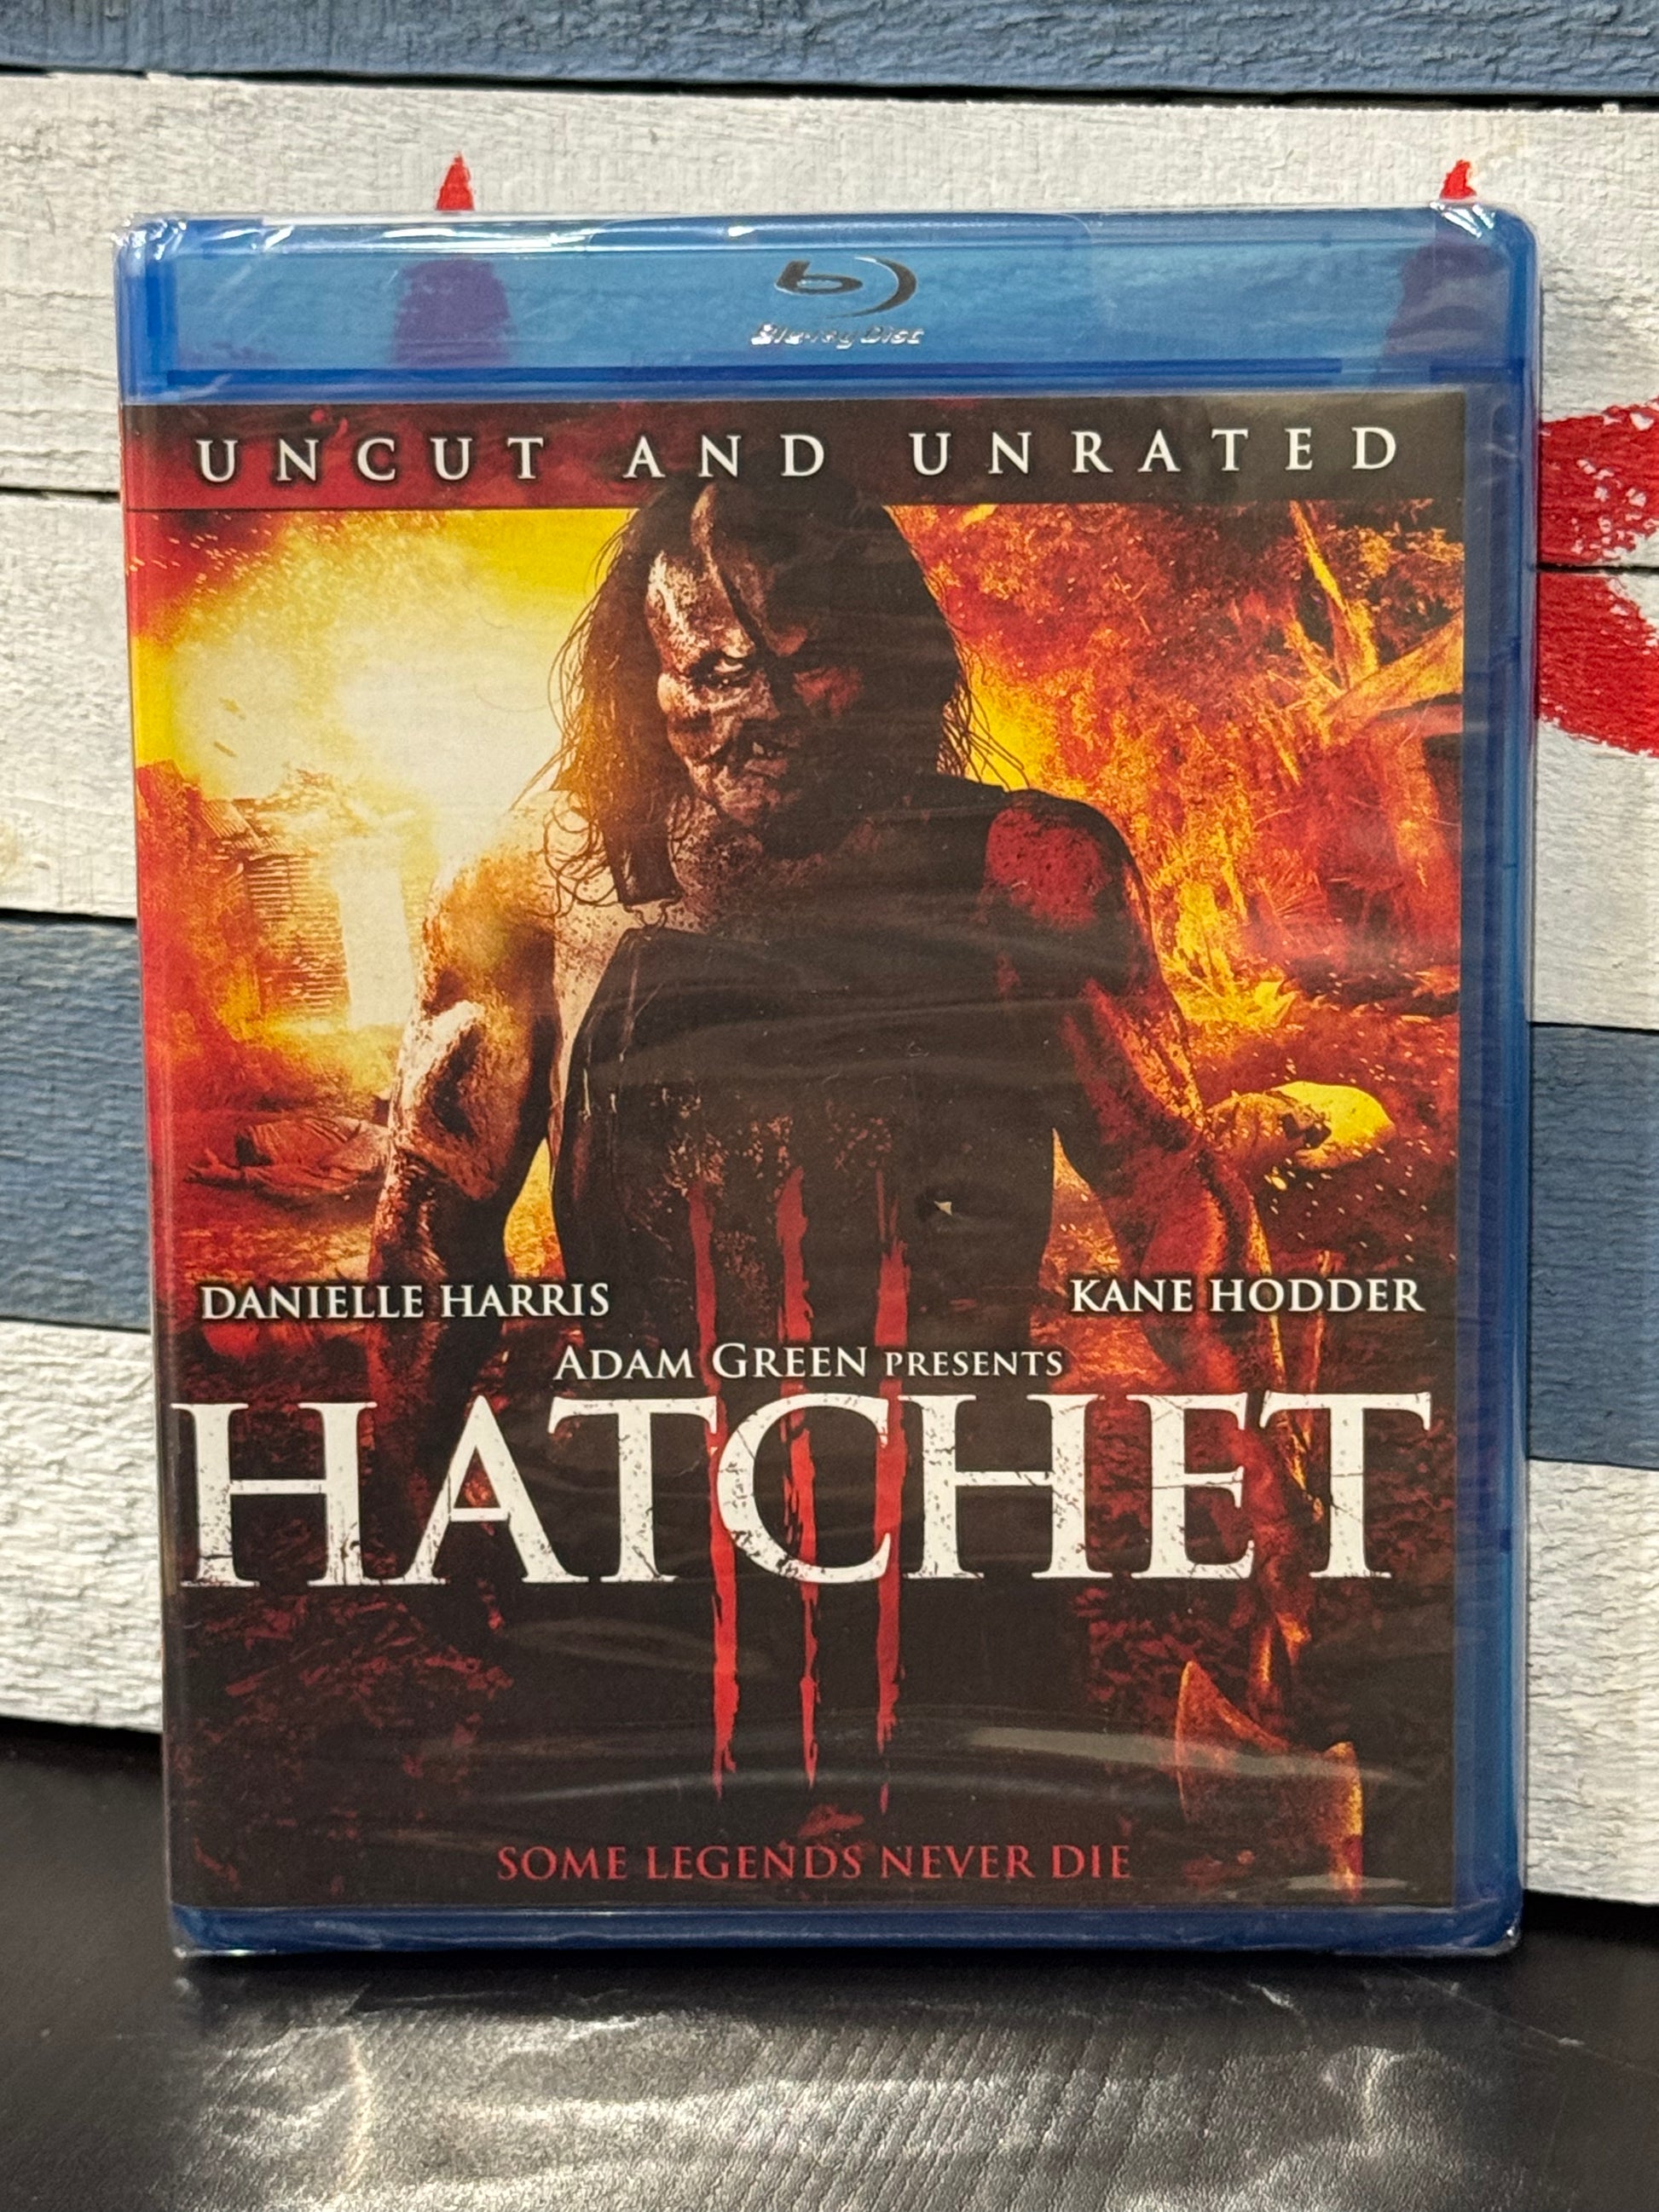 Blu-ray Disc
UNCUT AND UNRATED
DANIELLE HARRIS
KANE HODDER
ADAM GREEN PRESENTS
HATCHET
III
SOME LEGENDS NEVER DIE